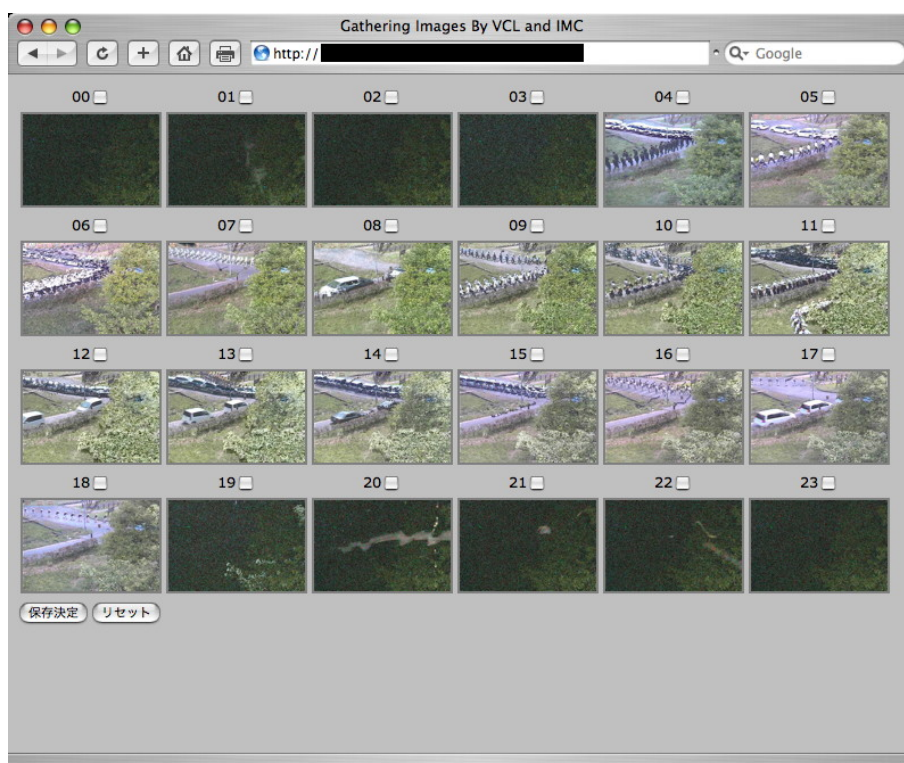 Gathering Images By VCL and IMC
http://
Google
00 01 02 03 04 05
06 07 08 09 10 11
12 13 14 15 16 17
18 19 20 21 22 23
保存決定 リセット